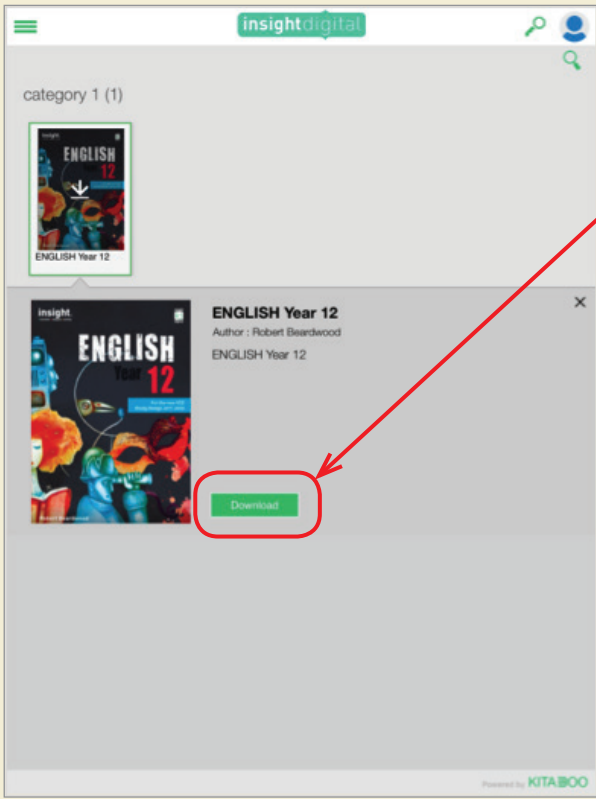 insightdigital
category 1 (1)
insight
ENGLISH
12
ENGLISH Year 12
insight
ENGLISH
Year 12
Robert Beardwood
ENGLISH Year 12
Author : Robert Beardwood
ENGLISH Year 12
Download
Powered by KITABOO